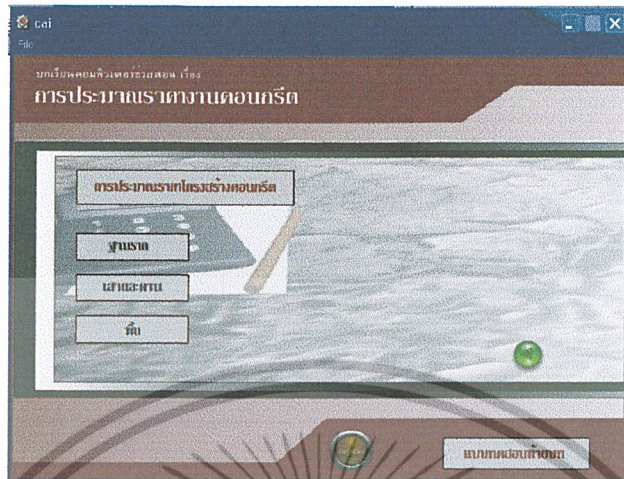 cai
File
บทเรียนคอมพิวเตอร์ช่วยสอน เรื่อง
การประมาณราคางานคอนกรีต
การประมาณราคาโครงสร้างคอนกรีต
ฐานราก
เสาและคาน
พื้น
แบบทดสอบท้ายบท